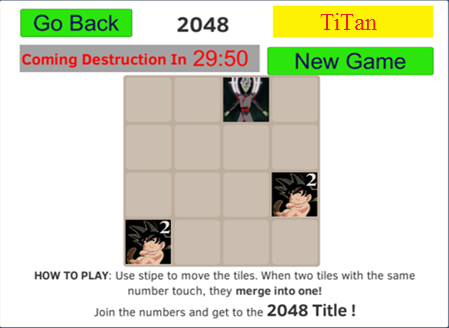 Go Back
2048
TiTan
Coming Destruction In 29:50
New Game
2
2
HOW TO PLAY: Use stipe to move the tiles. When two tiles with the same
number touch, they merge into one!
Join the numbers and get to the 2048 Title !